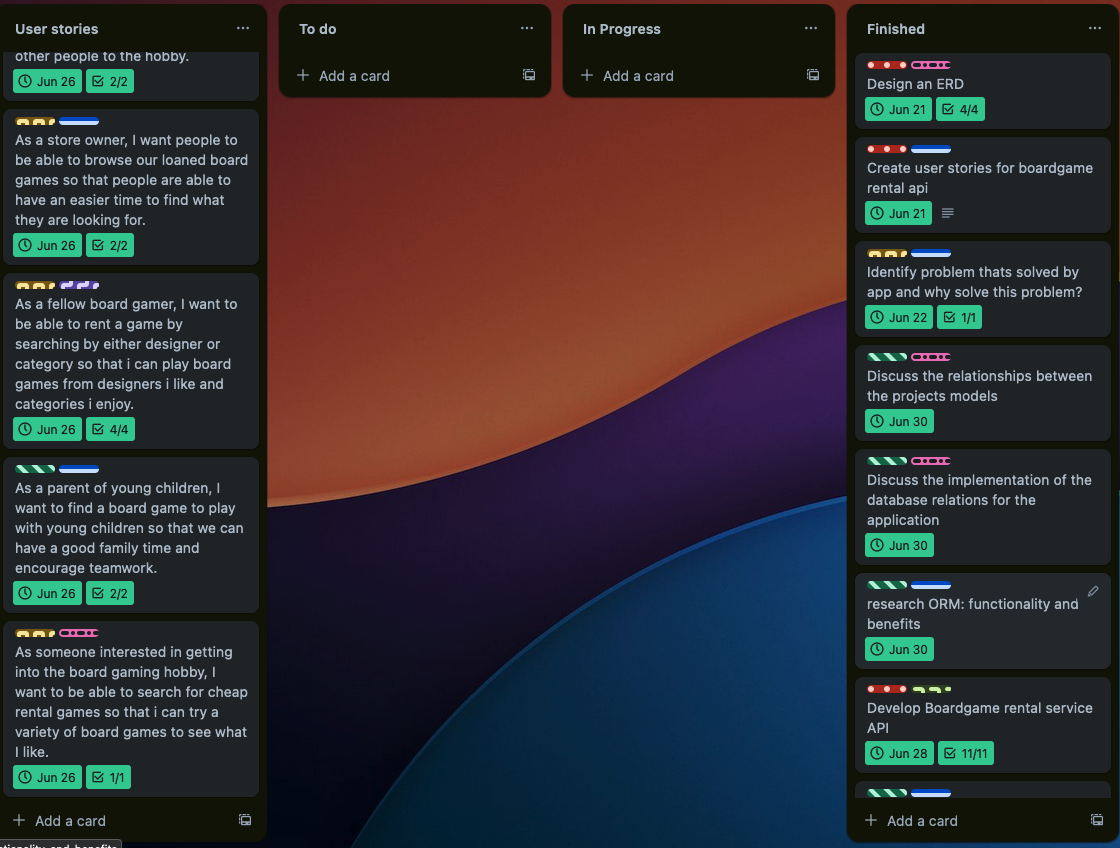 User stories
other people to the hobby.
Jun 26 2/2
As a store owner, I want people to
be able to browse our loaned board
games so that people are able to
have an easier time to find what
they are looking for.
Jun 26 2/2
As a fellow board gamer, I want to
be able to rent a game by
searching by either designer or
category so that i can play board
games from designers i like and
categories i enjoy.
Jun 26 4/4
As a parent of young children, I
want to find a board game to play
with young children so that we can
have a good family time and
encourage teamwork.
Jun 26 2/2
As someone interested in getting
into the board gaming hobby, I
want to be able to search for cheap
rental games so that i can try a
variety of board games to see what
I like.
Jun 26 1/1
Add a card
To do
Add a card
In Progress
Add a card
Finished
Design an ERD
Jun 21 4/4
Create user stories for boardgame
rental api
Jun 21
Identify problem thats solved by
app and why solve this problem?
Jun 22 1/1
Discuss the relationships between
the projects models
Jun 30
Discuss the implementation of the
database relations for the
application
Jun 30
research ORM: functionality and
benefits
Jun 30
Develop Boardgame rental service
API
Jun 28 11/11
Add a card